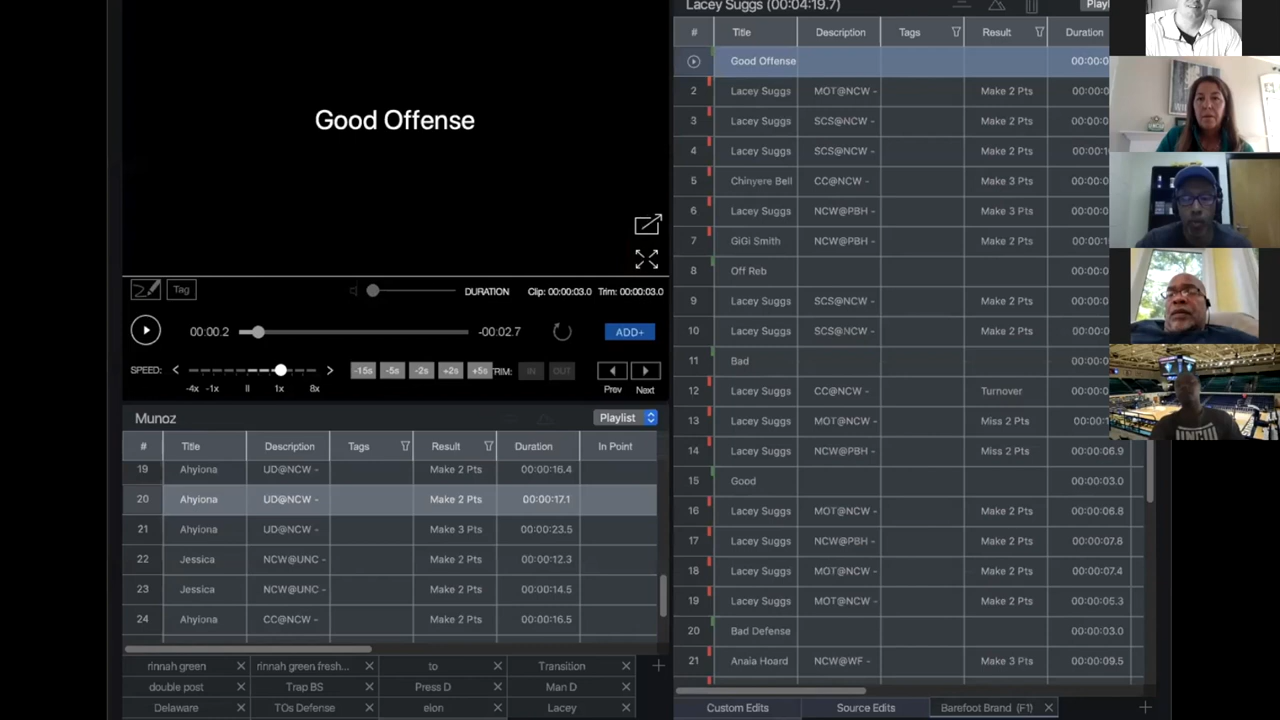 Good Offense
Tag
DURATION
Clip: 00:00:03.0 Trim: 00:00:03.0
00:00.2
-00:02.7
ADD+
SPEED:
-4x -1x II 1x 8x
-15s -5s -2s +2s +5s
TRIM: IN OUT
Prev Next
Munoz
Playlist
# Title Description Tags Result Duration In Point
19 Ahyiona UD@NCW - Make 2 Pts 00:00:16.4
20 Ahyiona UD@NCW - Make 2 Pts 00:00:17.1
21 Ahyiona UD@NCW - Make 3 Pts 00:00:23.5
22 Jessica NCW@UNC - Make 2 Pts 00:00:12.3
23 Jessica NCW@UNC - Make 2 Pts 00:00:14.5
24 Ahyiona CC@NCW - Make 2 Pts 00:00:16.5
rinnah green rinnah green fresh... to Transition
double post Trap BS Press D Man D
Delaware TOs Defense eion Lacey
Lacey Suggs (00:04:19.7)
# Title Description Tags Result Duration
Good Offense
2 Lacey Suggs MOT@NCW - Make 2 Pts
3 Lacey Suggs SCS@NCW - Make 2 Pts
4 Lacey Suggs SCS@NCW - Make 2 Pts
5 Chinyere Bell CC@NCW - Make 3 Pts
6 Lacey Suggs NCW@PBH - Make 3 Pts
7 GiGi Smith NCW@PBH - Make 2 Pts
8 Off Reb
9 Lacey Suggs SCS@NCW - Make 2 Pts
10 Lacey Suggs SCS@NCW - Make 2 Pts
11 Bad
12 Lacey Suggs CC@NCW - Turnover
13 Lacey Suggs MOT@NCW - Miss 2 Pts
14 Lacey Suggs NCW@PBH - Miss 2 Pts 00:00:06.9
15 Good 00:00:03.0
16 Lacey Suggs MOT@NCW - Make 2 Pts 00:00:06.8
17 Lacey Suggs NCW@PBH - Make 2 Pts 00:00:07.8
18 Lacey Suggs MOT@NCW - Make 2 Pts 00:00:07.4
19 Lacey Suggs MOT@NCW - Make 2 Pts 00:00:05.3
20 Bad Defense 00:00:03.0
21 Anaia Hoard NCW@WF - Make 3 Pts 00:00:09.5
Custom Edits Source Edits Barefoot Brand (F1)